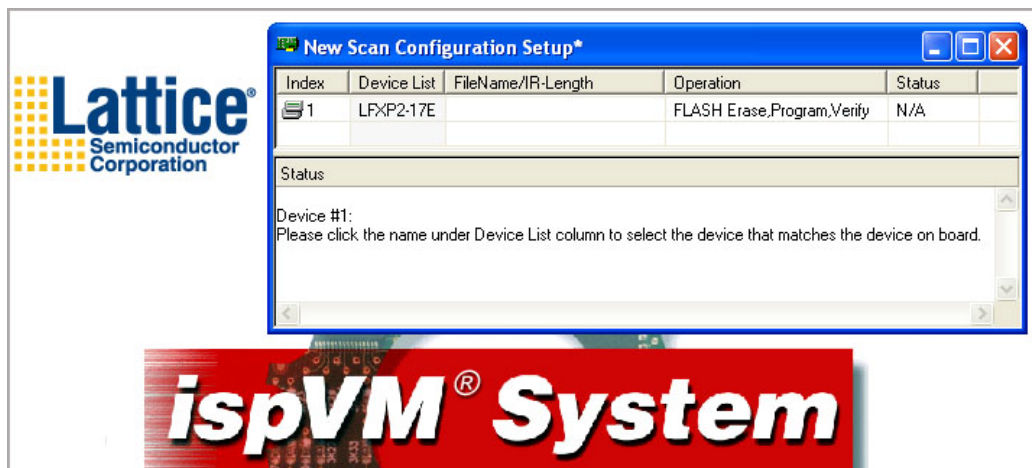 Lattice®
Semiconductor
Corporation
New Scan Configuration Setup*
Index Device List FileName/IR-Length Operation Status
1 LFXP2-17E FLASH Erase,Program,Verify N/A
Status
Device #1:
Please click the name under Device List column to select the device that matches the device on board.
ispVM® System